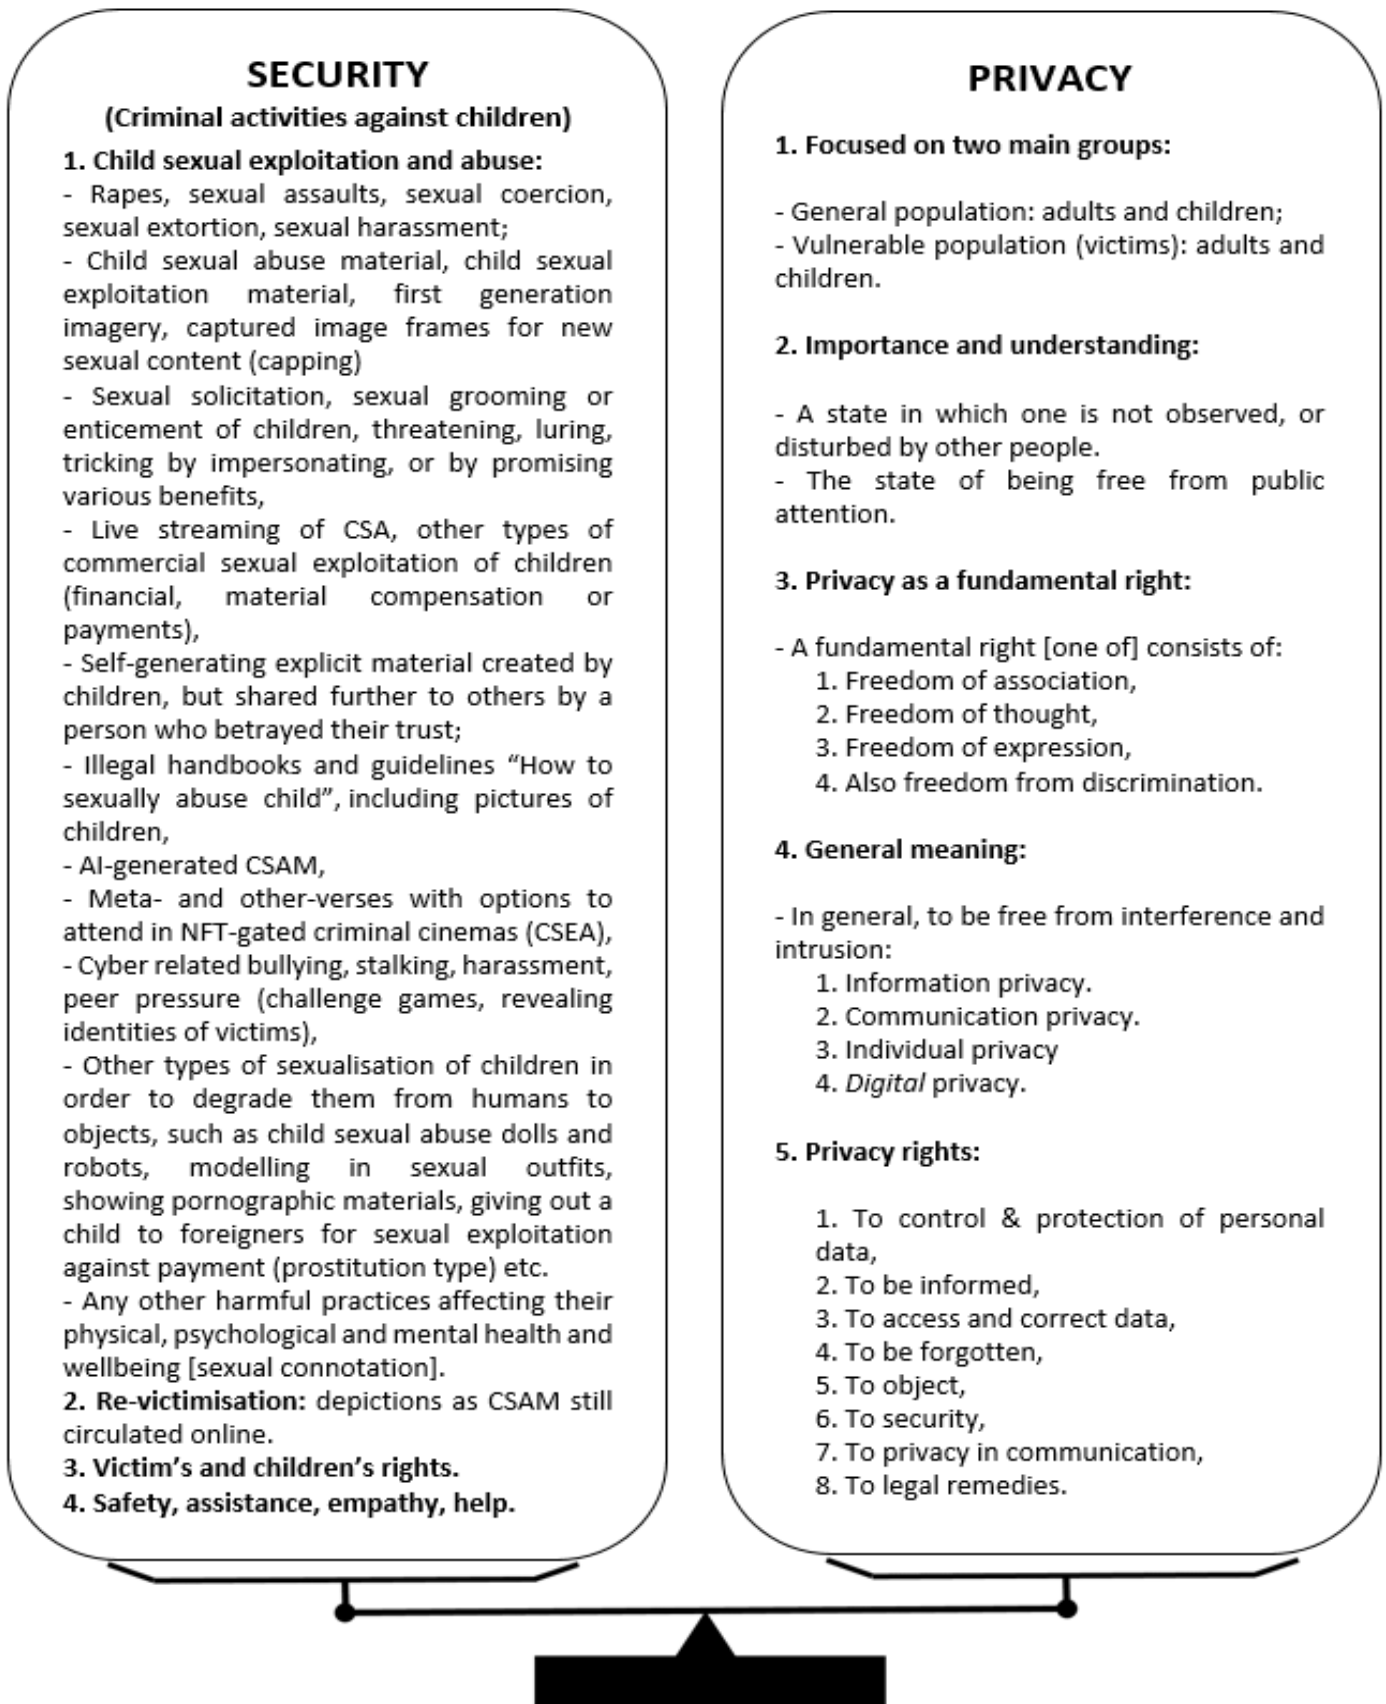 SECURITY
(Criminal activities against children)
1. Child sexual exploitation and abuse:
- Rapes, sexual assaults, sexual coercion,
sexual extortion, sexual harassment;
- Child sexual abuse material, child sexual
exploitation material, first generation
imagery, captured image frames for new
sexual content (capping)
- Sexual solicitation, sexual grooming or
enticement of children, threatening, luring,
tricking by impersonating, or by promising
various benefits,
- Live streaming of CSA, other types of
commercial sexual exploitation of children
(financial, material compensation or
payments),
- Self-generating explicit material created by
children, but shared further to others by a
person who betrayed their trust;
- Illegal handbooks and guidelines “How to
sexually abuse child”, including pictures of
children,
- AI-generated CSAM,
- Meta- and other-verses with options to
attend in NFT-gated criminal cinemas (CSEA),
- Cyber related bullying, stalking, harassment,
peer pressure (challenge games, revealing
identities of victims),
- Other types of sexualisation of children in
order to degrade them from humans to
objects, such as child sexual abuse dolls and
robots, modelling in sexual outfits,
showing pornographic materials, giving out a
child to foreigners for sexual exploitation
against payment (prostitution type) etc.
- Any other harmful practices affecting their
physical, psychological and mental health and
wellbeing [sexual connotation].
2. Re-victimisation: depictions as CSAM still
circulated online.
3. Victim’s and children’s rights.
4. Safety, assistance, empathy, help.
PRIVACY
1. Focused on two main groups:
- General population: adults and children;
- Vulnerable population (victims): adults and
children.
2. Importance and understanding:
- A state in which one is not observed, or
disturbed by other people.
- The state of being free from public
attention.
3. Privacy as a fundamental right:
- A fundamental right [one of] consists of:
1. Freedom of association,
2. Freedom of thought,
3. Freedom of expression,
4. Also freedom from discrimination.
4. General meaning:
- In general, to be free from interference and
intrusion:
1. Information privacy.
2. Communication privacy.
3. Individual privacy
4. Digital privacy.
5. Privacy rights:
1. To control & protection of personal
data,
2. To be informed,
3. To access and correct data,
4. To be forgotten,
5. To object,
6. To security,
7. To privacy in communication,
8. To legal remedies.